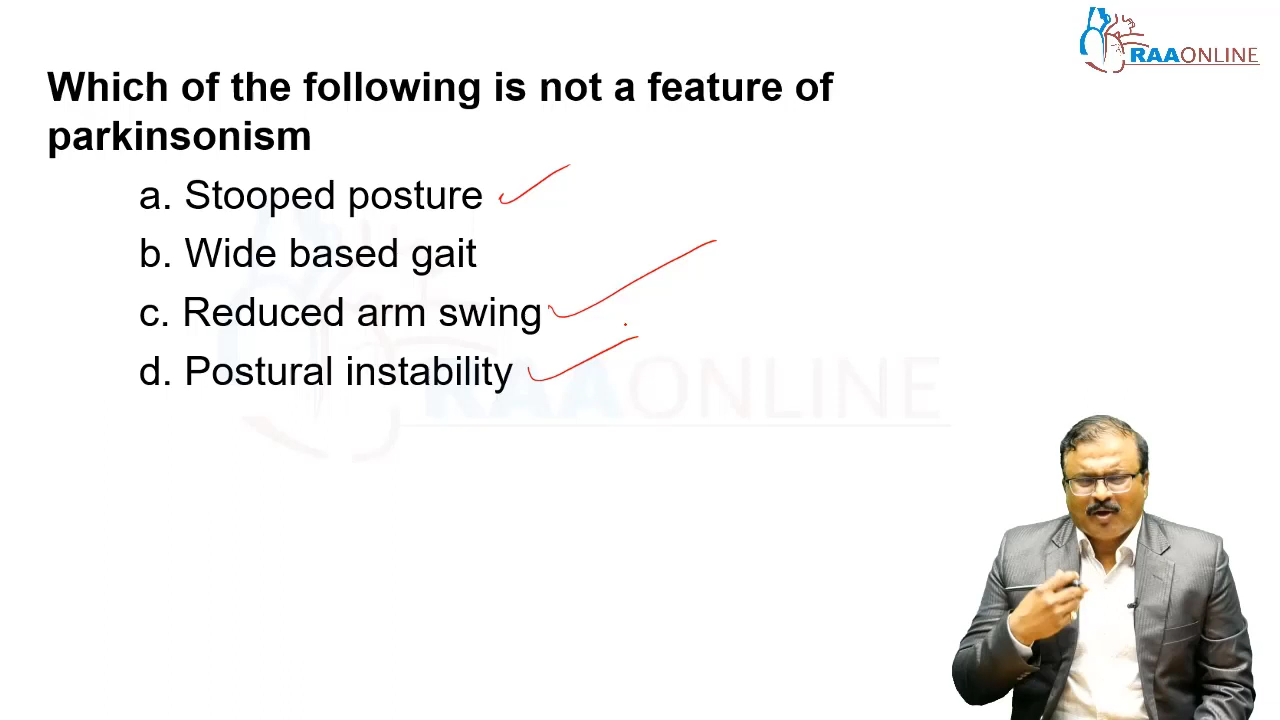 RAAONLINE
Which of the following is not a feature of
parkinsonism
a. Stooped posture
b. Wide based gait
c. Reduced arm swing
d. Postural instability
RAAONLINE